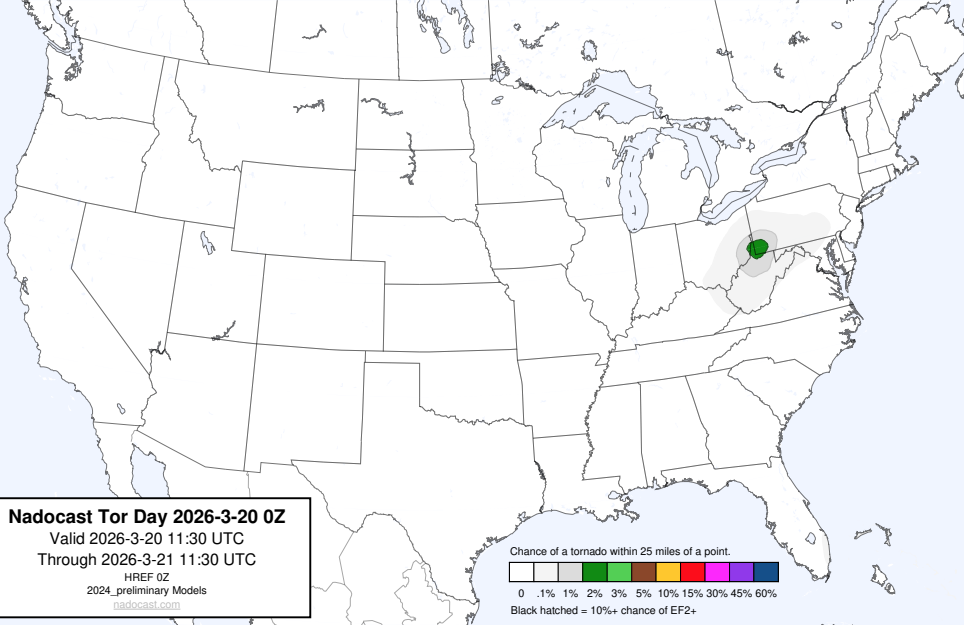 Nadocast Tor Day 2026-3-20 0Z
Valid 2026-3-20 11:30 UTC
Through 2026-3-21 11:30 UTC
HREF 0Z
2024_preliminary Models
nadocast.com
Chance of a tornado within 25 miles of a point.
0 .1% 1% 2% 3% 5% 10% 15% 30% 45% 60%
Black hatched = 10%+ chance of EF2+